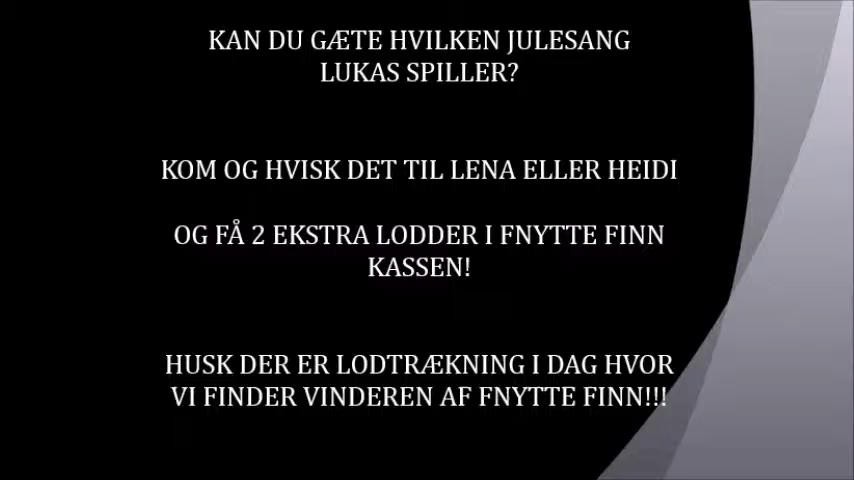 KAN DU GÆTE HVILKEN JULESANG
LUKAS SPILLER?
KOM OG HVISK DET TIL LENA ELLER HEIDI
OG FÅ 2 EKSTRA LODDER I FNYTTE FINN
KASSEN!
HUSK DER ER LODTRÆKNING I DAG HVOR
VI FINDER VINDEREN AF FNYTTE FINN!!!